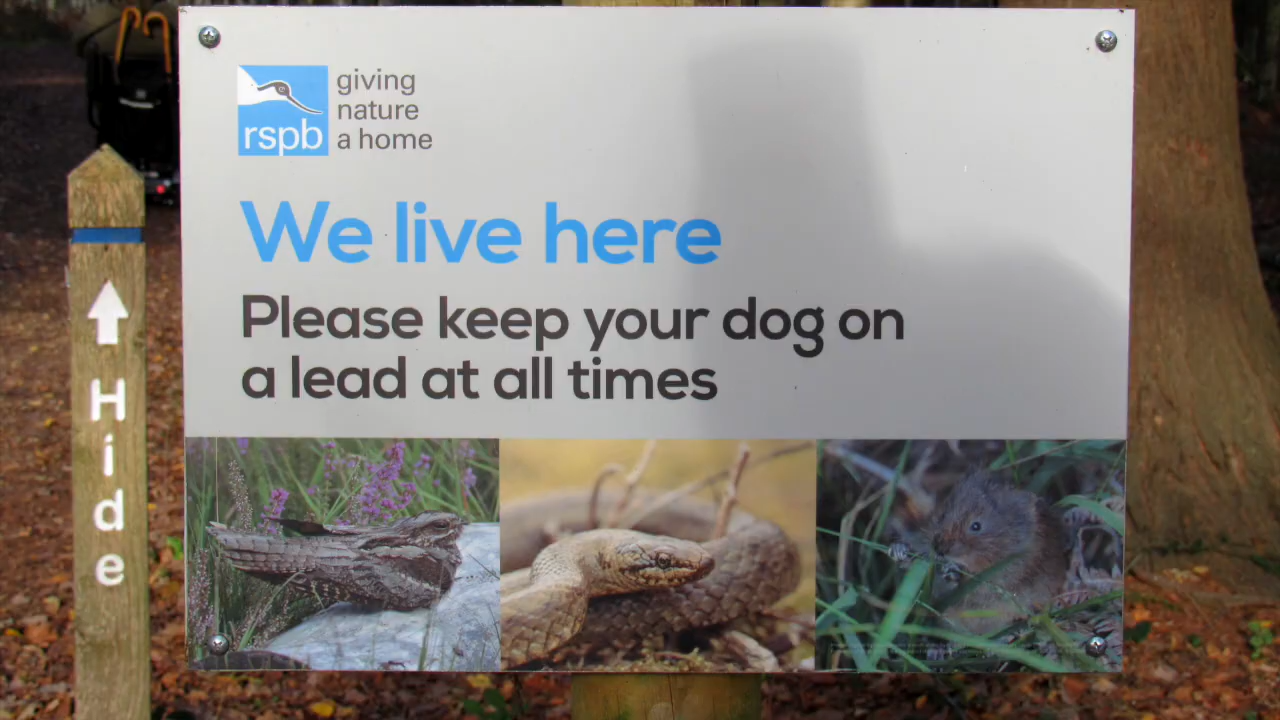 rspb
giving
nature
a home
We live here
Please keep your dog on
a lead at all times
Hide